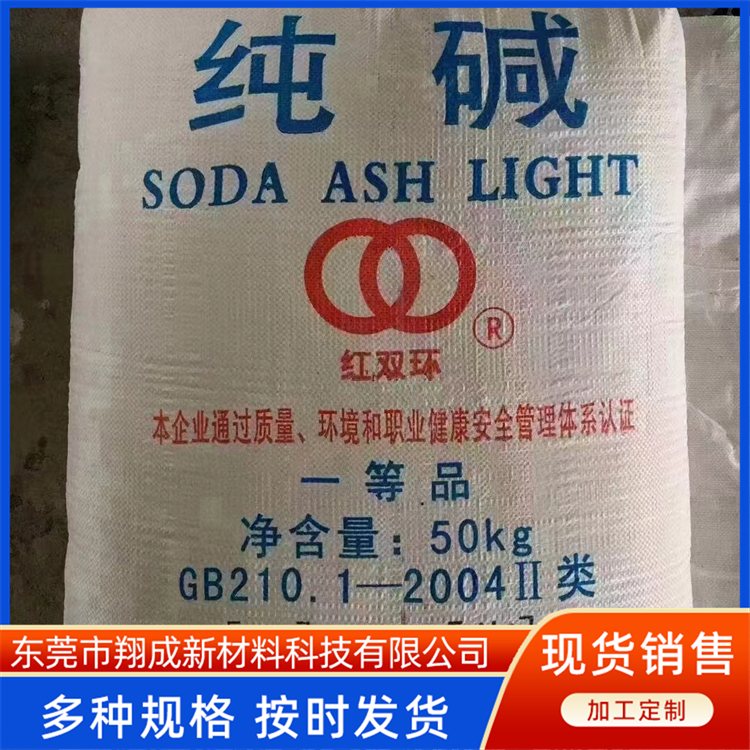 纯 碱
SODA ASH LIGHT
®
红双环
本企业通过质量、环境和职业健康安全管理体系认证
一等品
净含量：50kg
GB210.1—2004Ⅱ类
东莞市翔成新材料科技有限公司
现货销售
多种规格 按时发货
加工定制